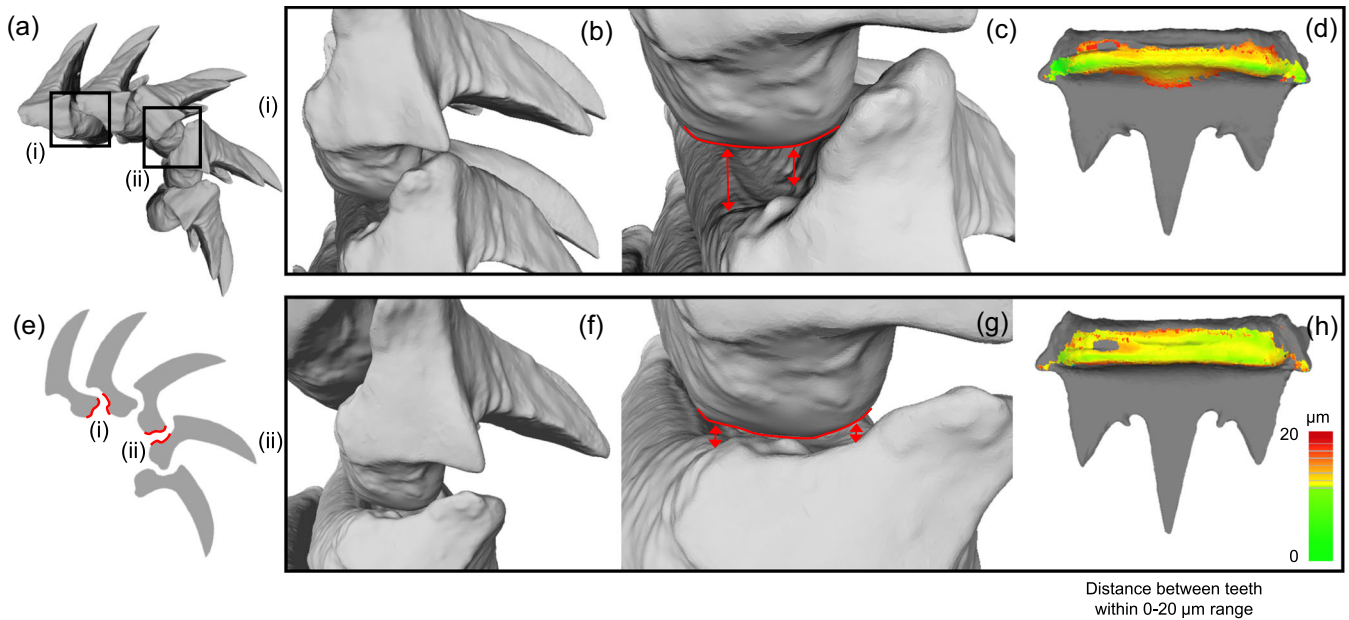 (a)
(i)
(ii)
(i)
(b)
(c)
(d)
(e)
(i)
(ii)
(ii)
(f)
(g)
(h)
µm
20
0
Distance between teeth
within 0-20 µm range